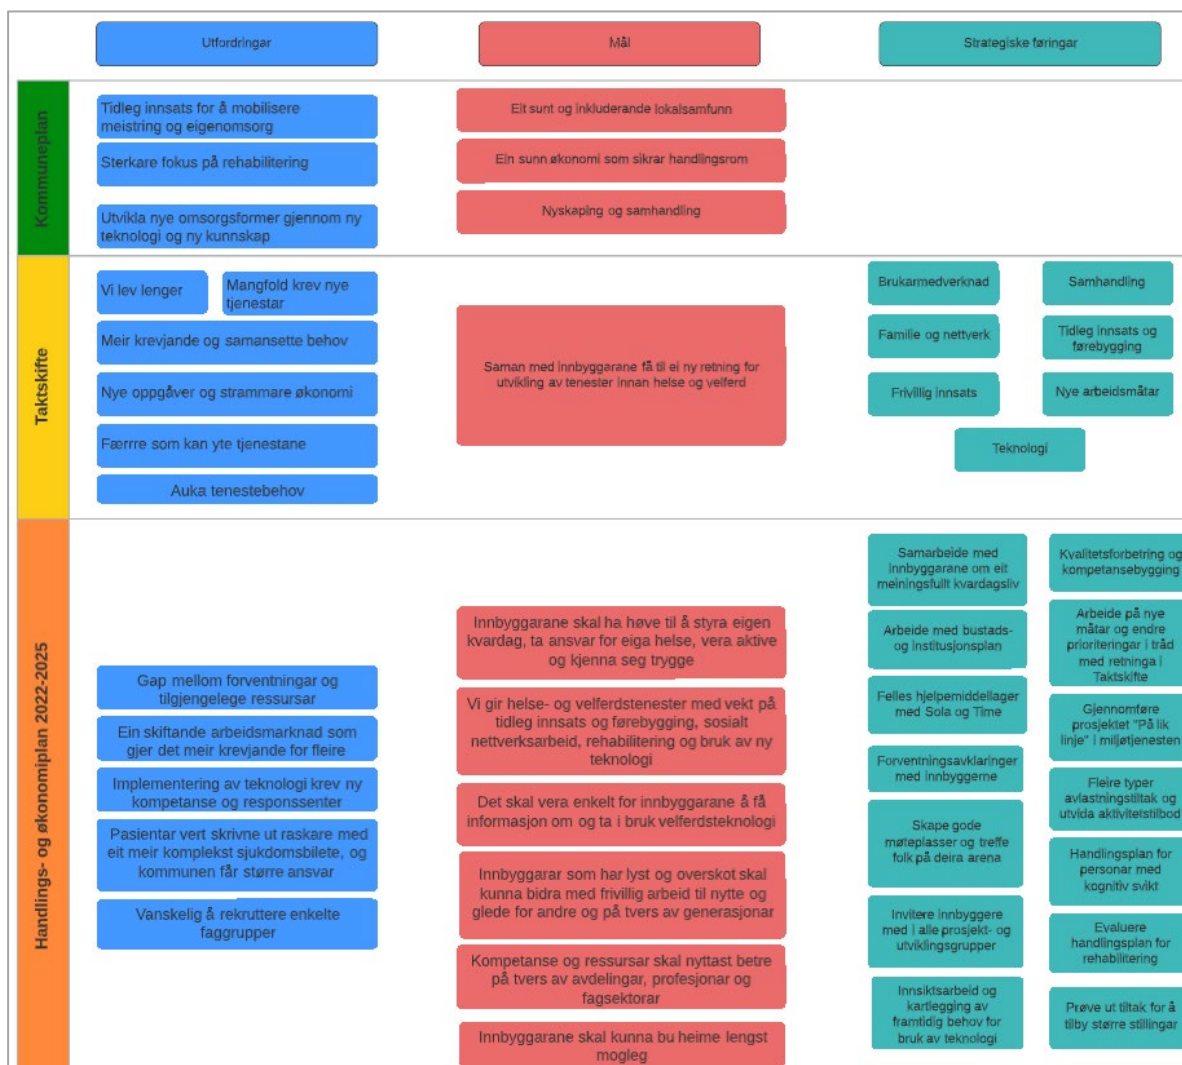 Utfordringar
Mål
Strategiske føringar
Kommuneplan
Tidleg innsats for å mobilisere
meistring og eigenomsorg
Sterkare fokus på rehabilitering
Utvikla nye omsorgsformer gjennom ny
teknologi og ny kunnskap
Eit sunt og inkluderande lokalsamfunn
Ein sunn økonomi som sikrar handlingsrom
Nyskaping og samhandling
Taktskifte
Vi lev lenger
Mangfold krev nye
tjenestar
Meir krevjande og samansette behov
Nye oppgåver og strammare økonomi
Færrre som kan yte tjenestane
Auka tenestebehov
Saman med innbyggarane få til ei ny retning for
utvikling av tenester innan helse og velferd
Brukarmedverknad
Samhandling
Familie og nettverk
Tidleg innsats og
førebygging
Frivillig innsats
Nye arbeidsmåtar
Teknologi
Handlings- og økonomiplan 2022-2025
Gap mellom forventningar og
tilgjengelege ressursar
Ein skiftande arbeidsmarknad som
gjer det meir krevjande for fleire
Implementering av teknologi krev ny
kompetanse og responssenter
Pasientar vert skrivne ut raskare med
eit meir komplekst sjukdomsbilete, og
kommunen får større ansvar
Vanskelig å rekruttere enkelte
faggrupper
Innbyggarane skal ha høve til å styra eigen
kvardag, ta ansvar for eiga helse, vera aktive
og kjenna seg trygge
Vi gir helse- og velferdstenester med vekt på
tidleg innsats og førebygging, sosialt
nettverksarbeid, rehabilitering og bruk av ny
teknologi
Det skal vera enkelt for innbyggarane å få
informasjon om og ta i bruk velferdsteknologi
Innbyggarar som har lyst og overskot skal
kunna bidra med frivillig arbeid til nytte og
glede for andre og på tvers av generasjonar
Kompetanse og ressursar skal nyttast betre
på tvers av avdelingar, profesjonar og
fagsektorar
Innbyggarane skal kunna bu heime lengst
mogleg
Samarbeide med
innbyggarane om eit
meiningsfullt kvardagsliv
Arbeide med bustads-
og institusjonsplan
Felles hjelpemiddellager
med Sola og Time
Forventningsavklaringer
med innbyggerne
Skape gode
møteplasser og treffe
folk på deira arena
Invitere innbyggere
med i alle prosjekt- og
utviklingsgrupper
Innsiktsarbeid og
kartlegging av
framtidig behov for
bruk av teknologi
Kvalitetsforbetring og
kompetansebygging
Arbeide på nye
måtar og endre
prioriteringar i tråd
med retninga i
Taktskifte
Gjennomføre
prosjektet "På lik
linje" i miljøtjenesten
Fleire typer
avlastningstiltak og
utvida aktivitetstilbod
Handlingsplan for
personar med
kognitiv svikt
Evaluere
handlingsplan for
rehabilitering
Prøve ut tiltak for å
tilby større stillingar